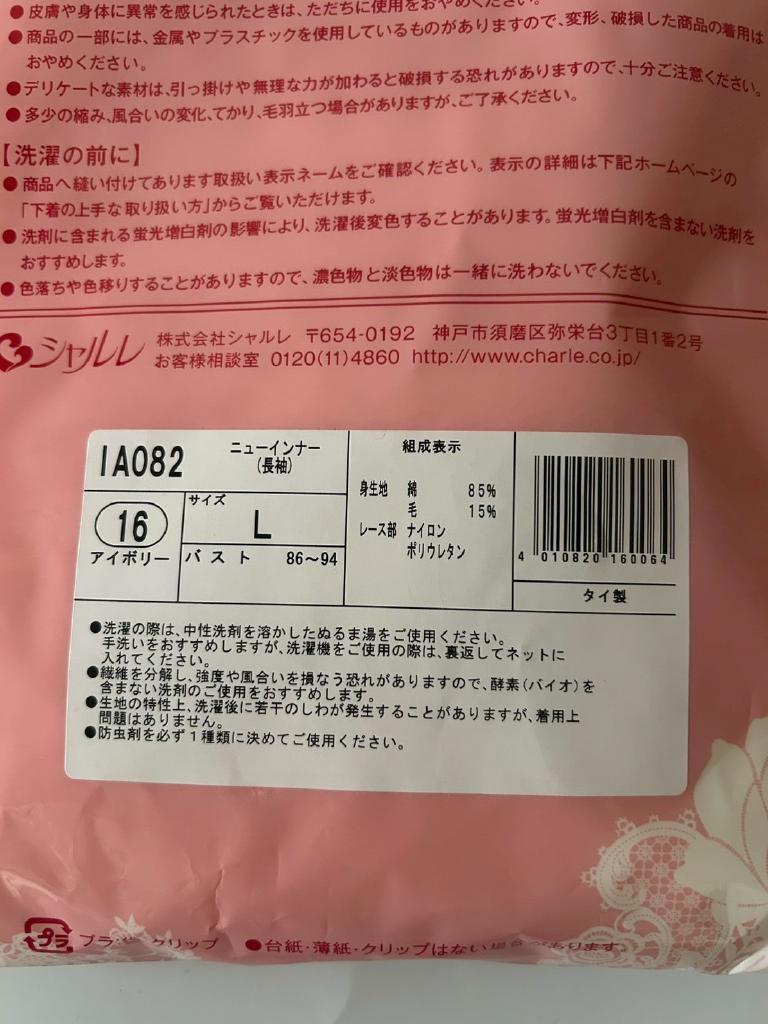 ●皮膚や身体に異常を感じられたときは、ただちに使用をおやめください。
●商品の一部には、金属やプラスチックを使用しているものがありますので、変形、破損した商品の着用は
おやめください。
●デリケートな素材は、引っ掛けや無理な力が加わると破損する恐れがありますので、十分ご注意ください。
●多少の縮み、風合いの変化、てかり、毛羽立つ場合がありますが、ご了承ください。
【洗濯の前に】
●商品へ縫い付けてあります取扱い表示ネームをご確認ください。表示の詳細は下記ホームページの
「下着の上手な取り扱い方」からご覧いただけます。
●洗剤に含まれる蛍光増白剤の影響により、洗濯後変色することがあります。蛍光増白剤を含まない洗剤を
おすすめします。
●色落ちや色移りすることがありますので、濃色物と淡色物は一緒に洗わないでください。
シャルレ 株式会社シャルレ 〒654-0192 神戸市須磨区弥栄台3丁目1番2号
お客様相談室 0120(11)4860 http://www.charle.co.jp/
IA082 ニューインナー
(長袖)
16
アイボリー
サイズ
L
バスト 86〜94
組成表示
身生地 綿 85%
毛 15%
レース部 ナイロン
ポリウレタン
4 010820 160064
タイ製
●洗濯の際は、中性洗剤を溶かしたぬるま湯をご使用ください。
手洗いをおすすめしますが、洗濯機をご使用の際は、裏返してネットに
入れてください。
●繊維を分解し、強度や風合いを損なう恐れがありますので、酵素(バイオ)を
含まない洗剤のご使用をおすすめします。
●生地の特性上、洗濯後に若干のしわが発生することがありますが、着用上
問題はありません。
●防虫剤を必ず1種類に決めてご使用ください。
プラ クリップ ●台紙・薄紙・クリップはない場合があります。